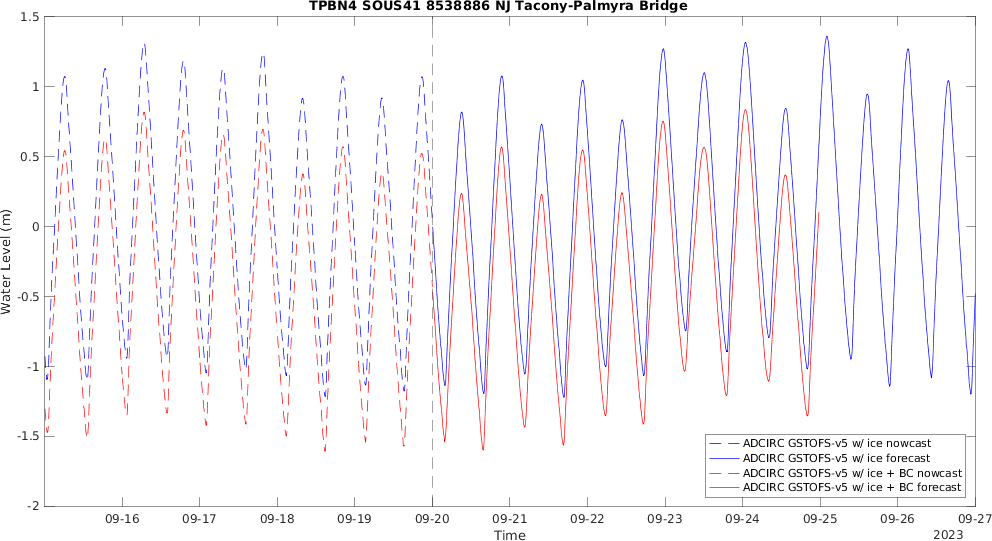 TPBN4 SOUS41 8538886 NJ Tacony-Palmyra Bridge
1.5
1
0.5
0
-0.5
-1
-1.5
-2
Water Level (m)
ADCIRC GSTOFS-v5 w/ ice nowcast
ADCIRC GSTOFS-v5 w/ ice forecast
ADCIRC GSTOFS-v5 w/ ice + BC nowcast
ADCIRC GSTOFS-v5 w/ ice + BC forecast
09-16 09-17 09-18 09-19 09-20 09-21 09-22 09-23 09-24 09-25 09-26 09-27
Time
2023